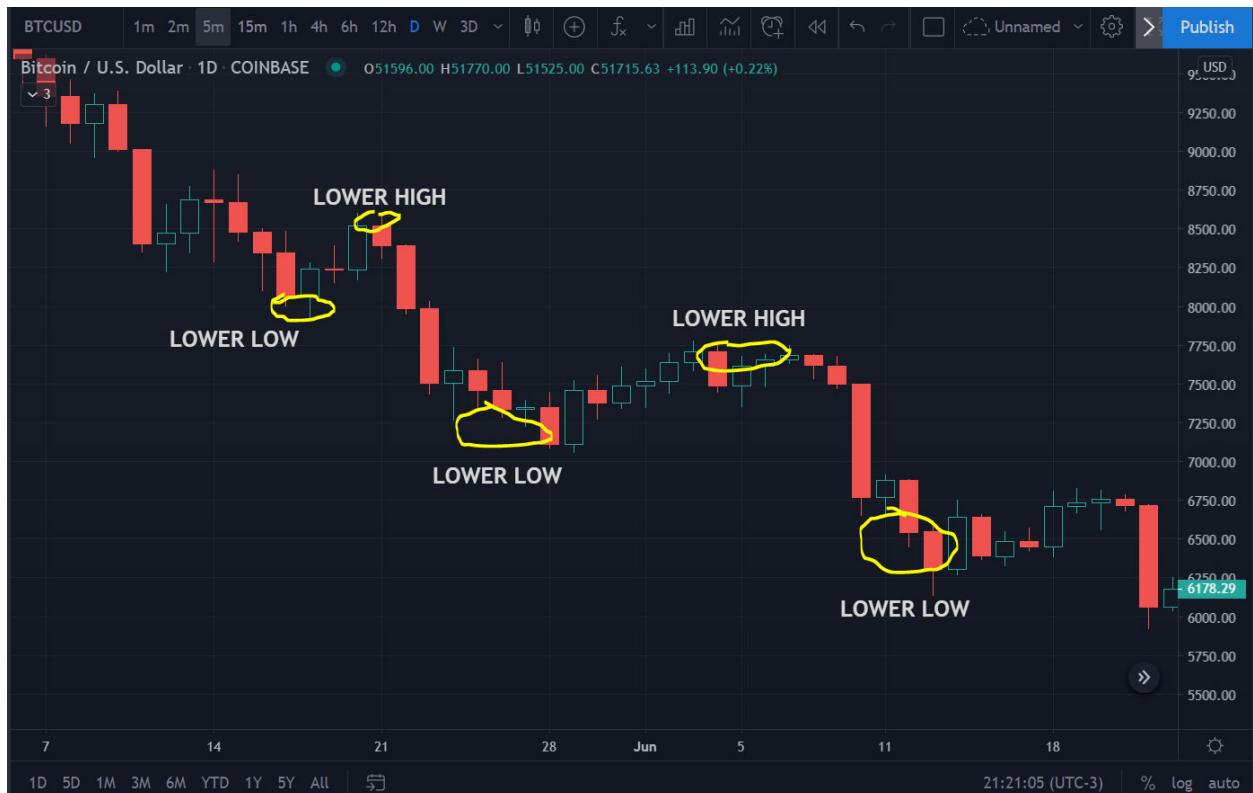 BTCUSD 1m 2m 5m 15m 1h 4h 6h 12h D W 3D fx Unnamed Publish
Bitcoin / U.S. Dollar · 1D · COINBASE O51596.00 H51770.00 L51525.00 C51715.63 +113.90 (+0.22%) USD
3
9250.00
9000.00
8750.00
LOWER HIGH
8500.00
8250.00
8000.00
LOWER HIGH
LOWER LOW
7750.00
7500.00
7250.00
LOWER LOW
7000.00
6750.00
6500.00
6250.00
6178.29
LOWER LOW
6000.00
5750.00
5500.00
7 14 21 28 Jun 5 11 18
1D 5D 1M 3M 6M YTD 1Y 5Y All 21:21:05 (UTC-3) % log auto